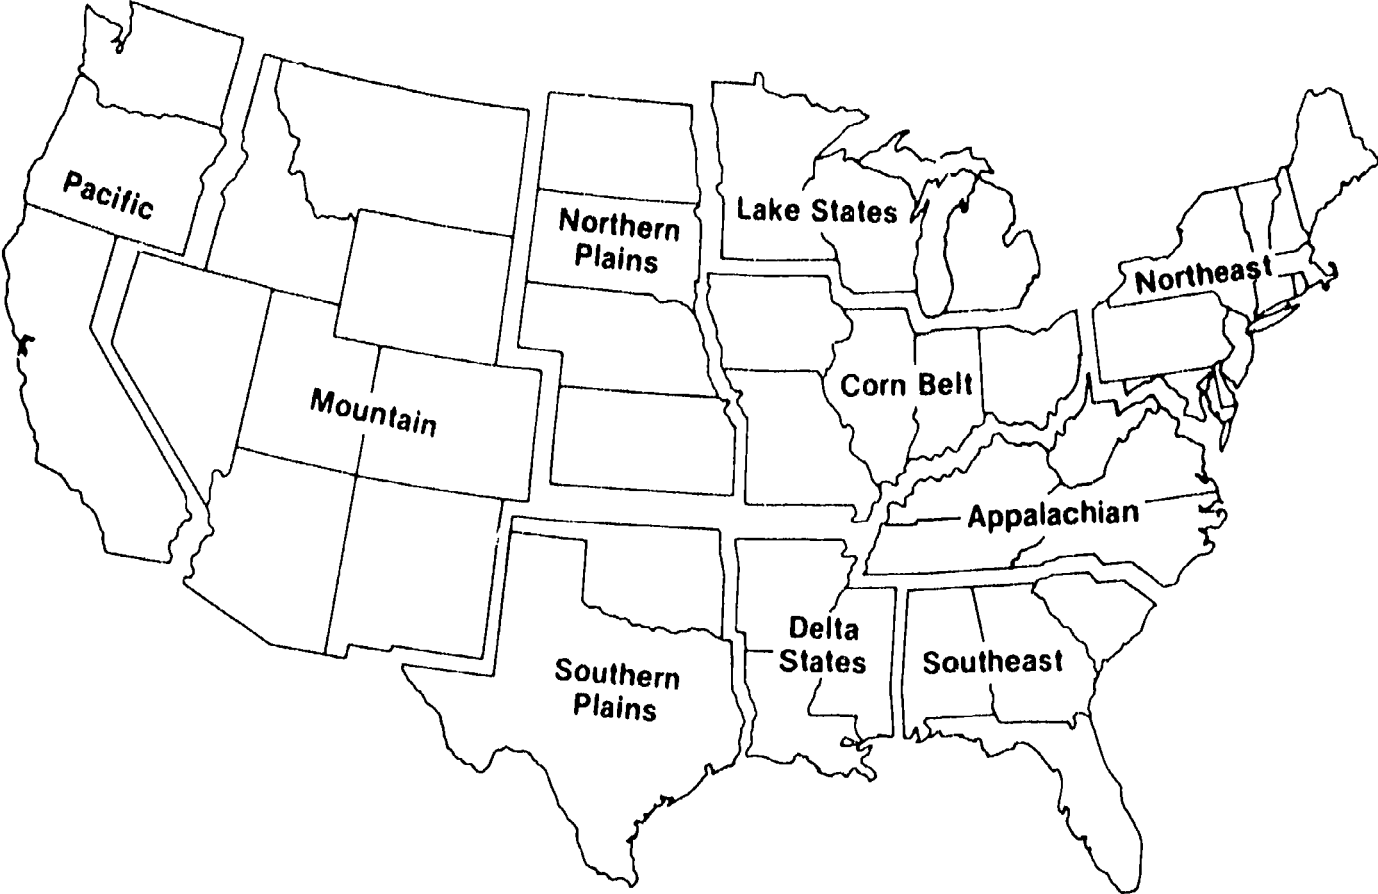 Pacific
Mountain
Northern
Plains
Lake States
Corn Belt
Northeast
Appalachian
Southeast
Delta
States
Southern
Plains